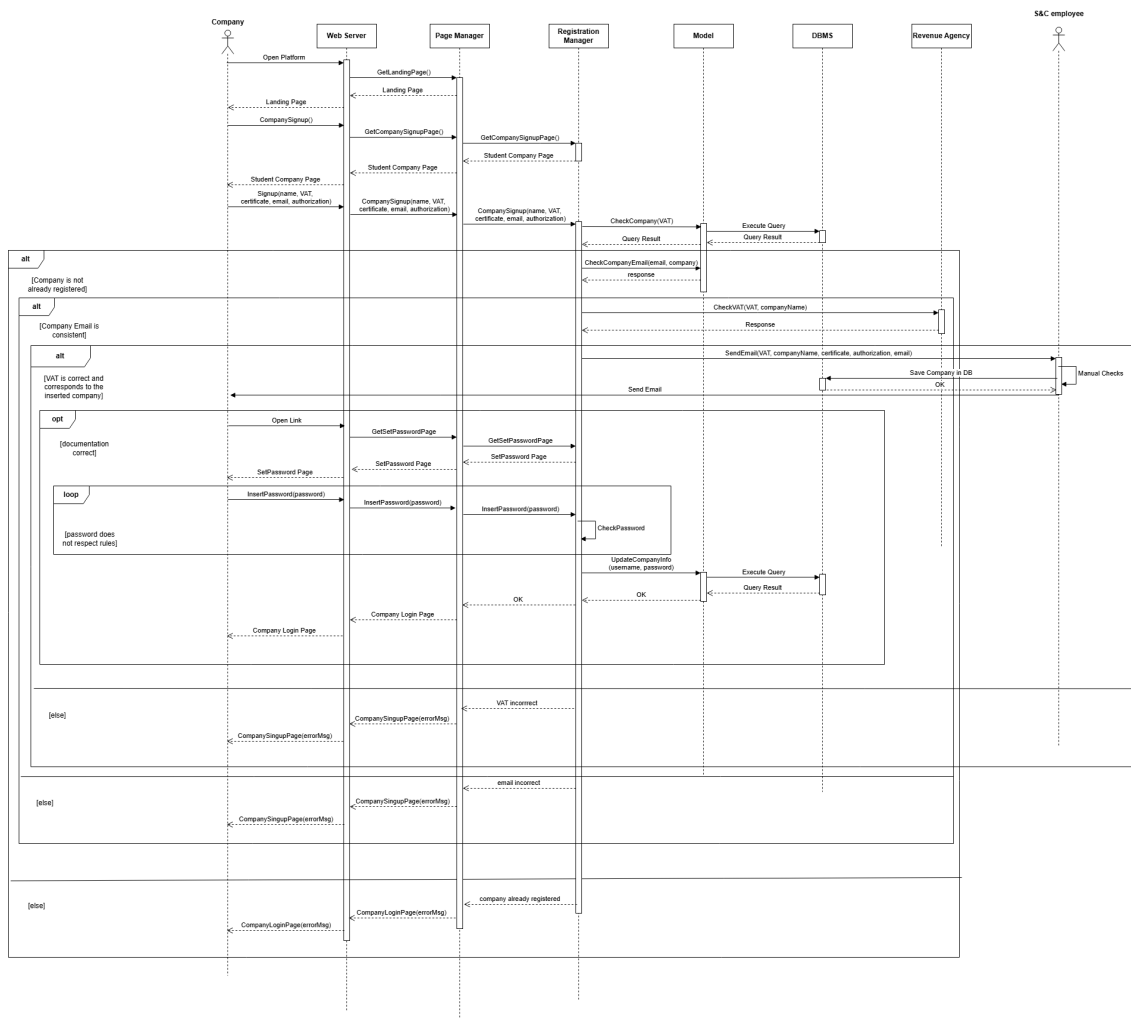 Company
S&C employee
Web Server
Page Manager
Registration
Manager
Model
DBMS
Revenue Agency
Open Platform
GetLandingPage()
Landing Page
Landing Page
CompanySignup()
GetCompanySignupPage()
GetCompanySignupPage()
Student Company Page
Student Company Page
Student Company Page
Signup(name, VAT,
certificate, email, authorization)
CompanySignup(name, VAT,
certificate, email, authorization)
CompanySignup(name, VAT,
certificate, email, authorization)
CheckCompany(VAT)
Execute Query
Query Result
Query Result
alt
[Company is not
already registered]
CheckCompanyEmail(email, company)
response
alt
[Company Email is
consistent]
CheckVAT(VAT, companyName)
Response
alt
[VAT is correct and
corresponds to the
inserted company]
SendEmail(VAT, companyName, certificate, authorization, email)
Manual Checks
Save Company in DB
OK
Send Email
opt
[documentation
correct]
Open Link
GetSetPasswordPage
GetSetPasswordPage
SetPassword Page
SetPassword Page
SetPassword Page
loop
[password does
not respect rules]
InsertPassword(password)
InsertPassword(password)
InsertPassword(password)
CheckPassword
UpdateCompanyInfo
(username, password)
Execute Query
Query Result
OK
OK
Company Login Page
Company Login Page
[else]
VAT incorrrect
CompanySingupPage(errorMsg)
CompanySingupPage(errorMsg)
[else]
email incorrect
CompanySingupPage(errorMsg)
CompanySingupPage(errorMsg)
[else]
company already registered
CompanyLoginPage(errorMsg)
CompanyLoginPage(errorMsg)